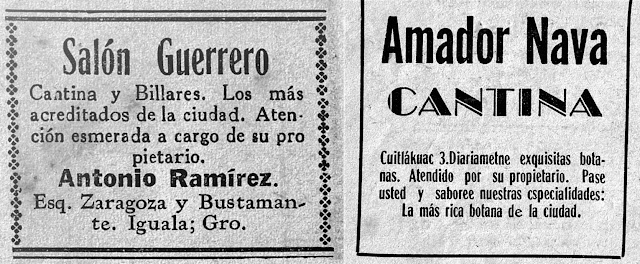 Salón Guerrero
Cantina y Billares. Los más
acreditados de la ciudad. Aten-
ción esmerada a cargo de su pro
pietario.
Antonio Ramírez.
Esq. Zaragoza y Bustaman-
te. Iguala; Gro.
Amador Nava
CANTINA
Cuitlákuac 3.Diariametne exquisitas bota-
nas. Atendido por su propietario. Pase
usted y saboree nuestras cspecialidades:
La más rica botana de la ciudad.